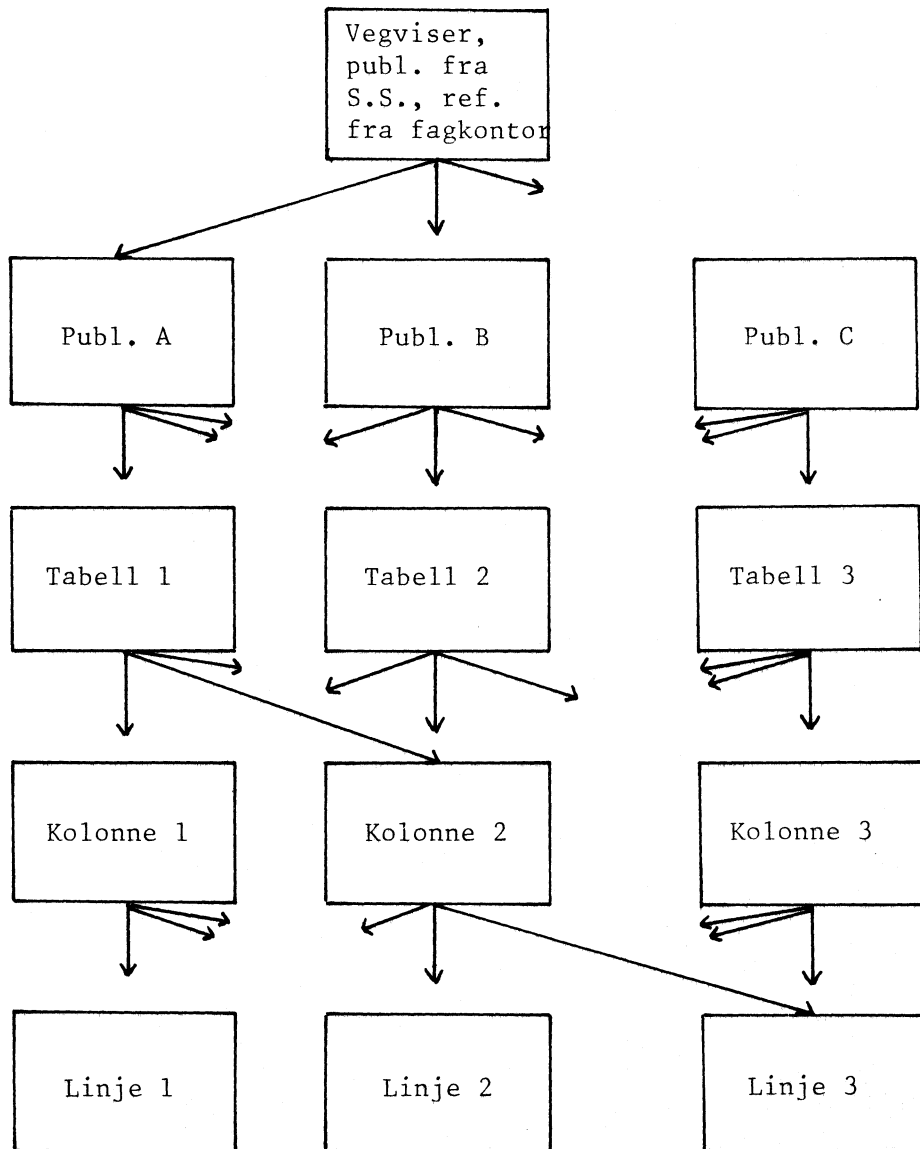 Vegviser,
publ. fra
S.S., ref.
fra fagkontor
Publ. A
Publ. B
Publ. C
Tabell 1
Tabell 2
Tabell 3
Kolonne 1
Kolonne 2
Kolonne 3
Linje 1
Linje 2
Linje 3